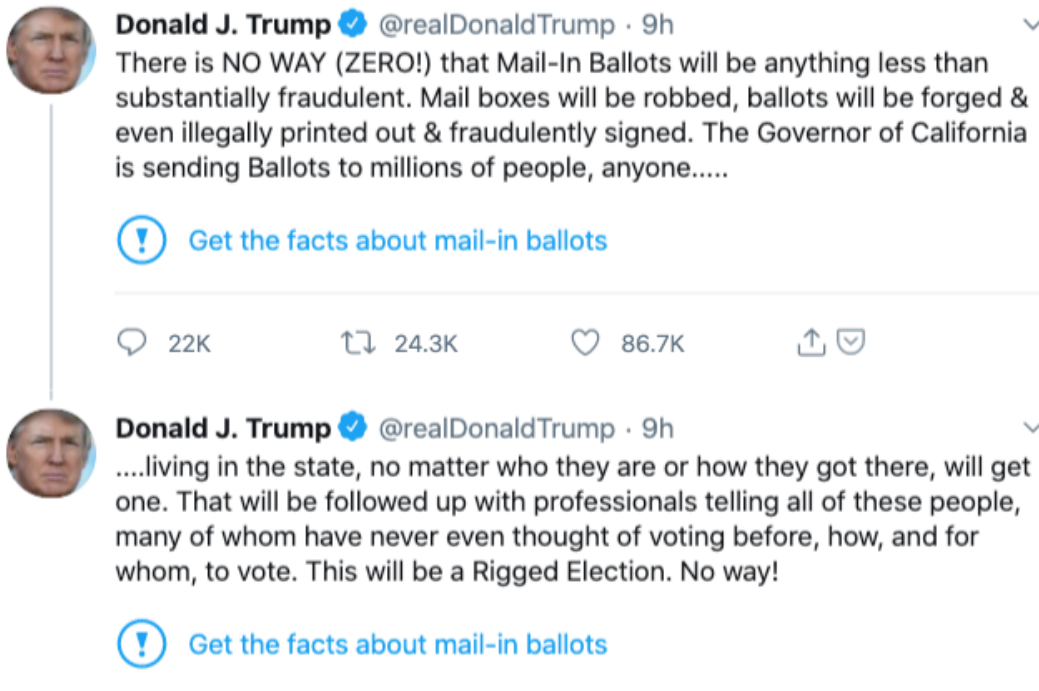 Donald J. Trump @realDonaldTrump · 9h
There is NO WAY (ZERO!) that Mail-In Ballots will be anything less than
substantially fraudulent. Mail boxes will be robbed, ballots will be forged &
even illegally printed out & fraudulently signed. The Governor of California
is sending Ballots to millions of people, anyone.....
Get the facts about mail-in ballots
22K 24.3K 86.7K
Donald J. Trump @realDonaldTrump · 9h
....living in the state, no matter who they are or how they got there, will get
one. That will be followed up with professionals telling all of these people,
many of whom have never even thought of voting before, how, and for
whom, to vote. This will be a Rigged Election. No way!
Get the facts about mail-in ballots